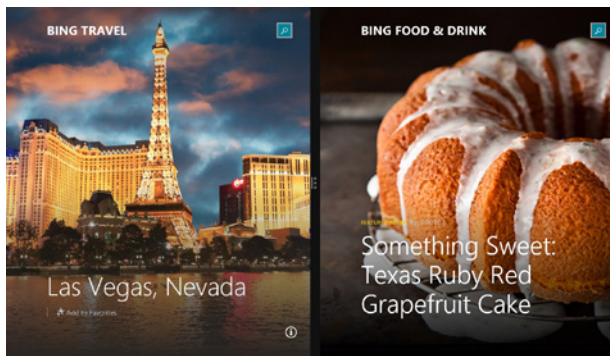 BING TRAVEL
Las Vegas, Nevada
Add to Favorites
BING FOOD & DRINK
Something Sweet:
Texas Ruby Red
Grapefruit Cake